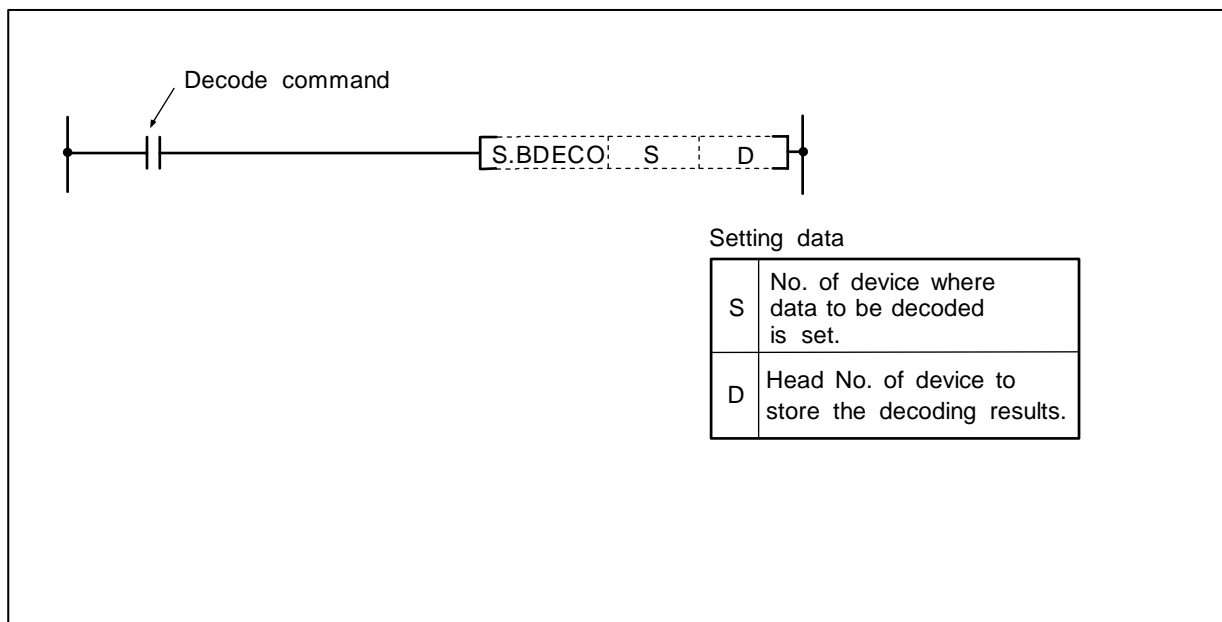 Decode command
S.BDECO S D
Setting data
S No. of device where
data to be decoded
is set.
D Head No. of device to
store the decoding results.